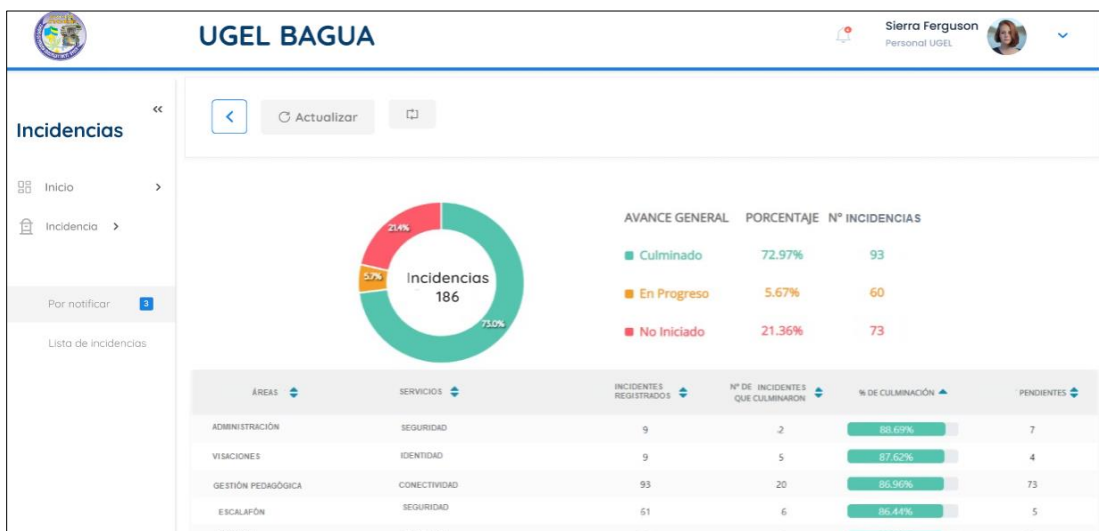 UGEL BAGUA
Sierra Ferguson
Personal UGEL
Incidencias
Actualizar
Inicio
Incidencia
Por notificar 3
Lista de incidencias
21.4%
5.7%
73.0%
Incidencias
186
AVANCE GENERAL PORCENTAJE N° INCIDENCIAS
Culminado 72.97% 93
En Progreso 5.67% 60
No Iniciado 21.36% 73
ÁREAS SERVICIOS INCIDENTES REGISTRADOS N° DE INCIDENTES QUE CULMINARON % DE CULMINACIÓN PENDIENTES
ADMINISTRACIÓN SEGURIDAD 9 2 88.69% 7
VISACIONES IDENTIDAD 9 5 87.62% 4
GESTIÓN PEDAGÓGICA CONECTIVIDAD 93 20 86.96% 73
ESCALAFÓN SEGURIDAD 61 6 86.44% 5